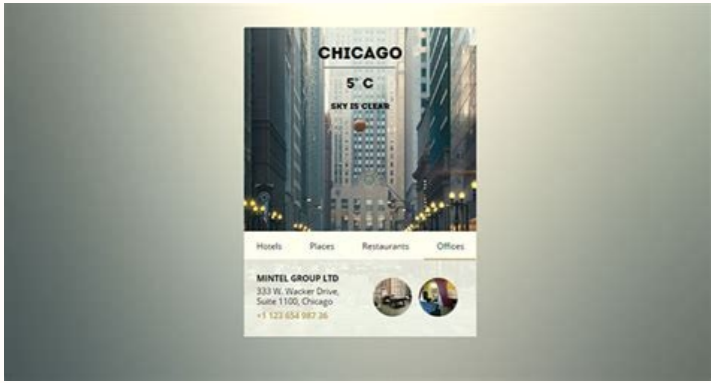 CHICAGO
5° C
SKY IS CLEAR
Hotels Places Restaurants Offices
MINTEL GROUP LTD
333 W. Wacker Drive,
Suite 1100, Chicago
+1 123 654 987 36